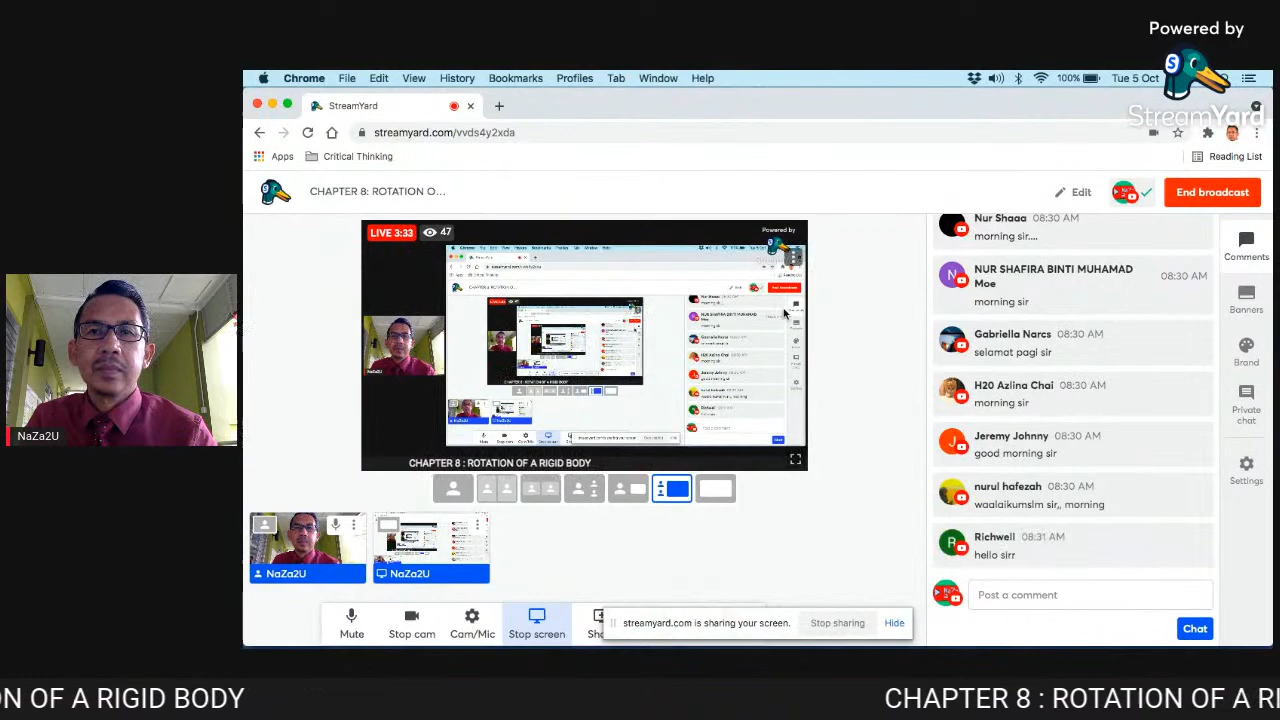 Powered by
StreamYard
Chrome File Edit View History Bookmarks Profiles Tab Window Help
100% Tue 5 Oct
StreamYard
streamyard.com/vvds4y2xda
Apps Critical Thinking
Reading List
CHAPTER 8: ROTATION O...
Edit
End broadcast
LIVE 3:33 47
Powered by
CHAPTER 8 : ROTATION OF A RIGID BODY
NaZa2U
NaZa2U
NaZa2U
Mute
Stop cam
Cam/Mic
Stop screen
streamyard.com is sharing your screen.
Stop sharing
Hide
Nur Shaaa 08:30 AM
morning sir....
NUR SHAFIRA BINTI MUHAMAD
Moe 08:30 AM
morning sir
Gabriella Nanz 08:30 AM
selamat pagI sir
H20 Azlina Chai 08:30 AM
morning sir
Jeremy Johnny 08:30 AM
good morning sir
nurul hafezah 08:30 AM
waalaikumslm sir,, morning
Richwell 08:31 AM
hello sirr
Post a comment
Chat
Comments
Banners
Brand
Private
chat
Settings
ON OF A RIGID BODY
CHAPTER 8 : ROTATION OF A RI